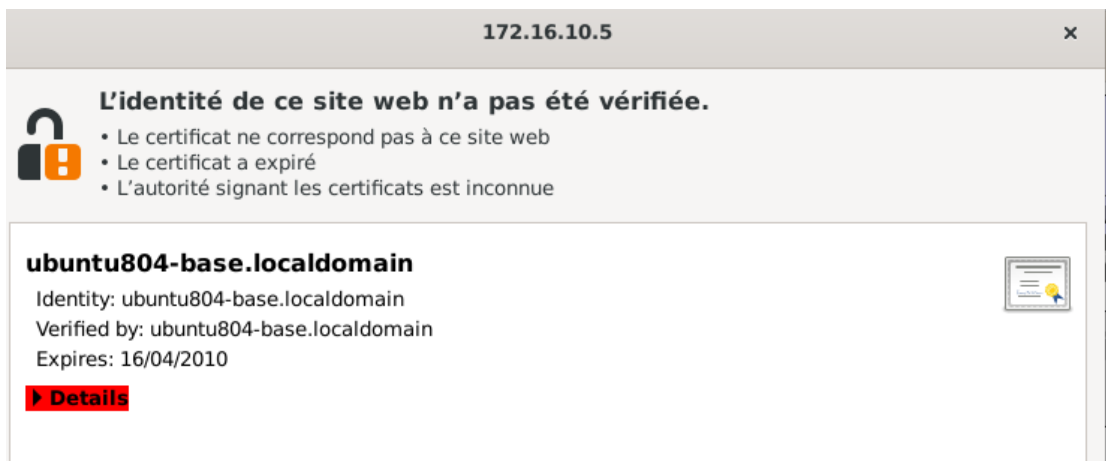 172.16.10.5 ×
L’identité de ce site web n’a pas été vérifiée.
• Le certificat ne correspond pas à ce site web
• Le certificat a expiré
• L’autorité signant les certificats est inconnue
ubuntu804-base.localdomain
Identity: ubuntu804-base.localdomain
Verified by: ubuntu804-base.localdomain
Expires: 16/04/2010
Details